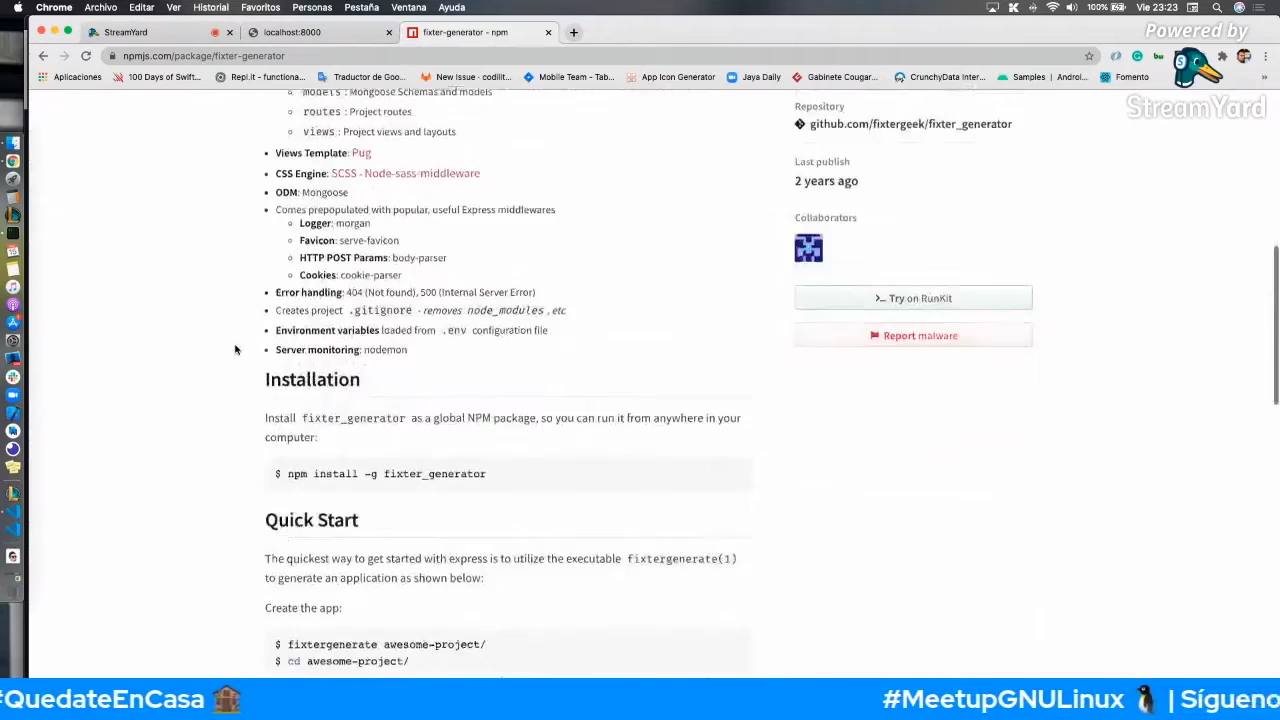 Chrome Archivo Editar Ver Historial Favoritos Personas Pestaña Ventana Ayuda 100% Vie 23:23
StreamYard localhost:8000 fixter-generator - npm
Powered by
npmjs.com/package/fixter-generator
Aplicaciones 100 Days of Swift... Repl.it - functiona... Traductor de Goo... New Issue · codilit... Mobile Team - Tab... App Icon Generator Jaya Daily Gabinete Cougar... CrunchyData Inter... Samples | Androi... Fomento »
StreamYard
models : Mongoose Schemas and models
routes : Project routes
views : Project views and layouts
Views Template: Pug
CSS Engine: SCSS - Node-sass-middleware
ODM: Mongoose
Comes prepopulated with popular, useful Express middlewares
Logger: morgan
Favicon: serve-favicon
HTTP POST Params: body-parser
Cookies: cookie-parser
Error handling: 404 (Not found), 500 (Internal Server Error)
Creates project .gitignore - removes node_modules , etc
Environment variables loaded from .env configuration file
Server monitoring: nodemon
Installation
Install fixter_generator as a global NPM package, so you can run it from anywhere in your
computer:
$ npm install -g fixter_generator
Quick Start
The quickest way to get started with express is to utilize the executable fixtergenerate(1)
to generate an application as shown below:
Create the app:
$ fixtergenerate awesome-project/
$ cd awesome-project/
Repository
github.com/fixtergeek/fixter_generator
Last publish
2 years ago
Collaborators
Try on RunKit
Report malware
#QuedateEnCasa #MeetupGNULinux | Sígueno